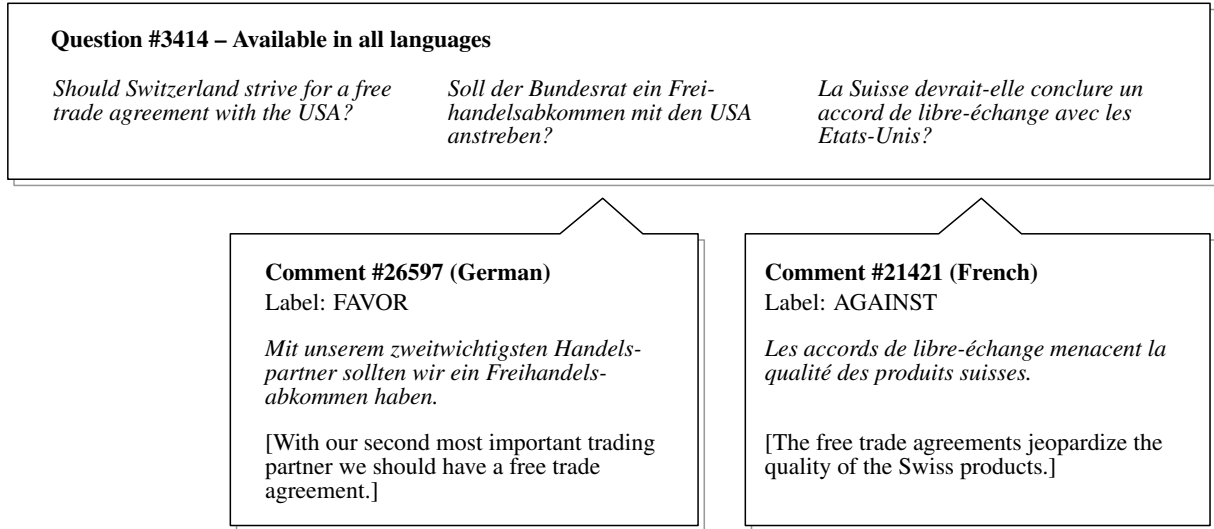 Question #3414 – Available in all languages
Should Switzerland strive for a free
trade agreement with the USA?
Soll der Bundesrat ein Frei-
handelsabkommen mit den USA
anstreben?
La Suisse devrait-elle conclure un
accord de libre-échange avec les
Etats-Unis?
Comment #26597 (German)
Label: FAVOR
Mit unserem zweitwichtigsten Handels-
partner sollten wir ein Freihandels-
abkommen haben.
[With our second most important trading
partner we should have a free trade
agreement.]
Comment #21421 (French)
Label: AGAINST
Les accords de libre-échange menacent la
qualité des produits suisses.
[The free trade agreements jeopardize the
quality of the Swiss products.]